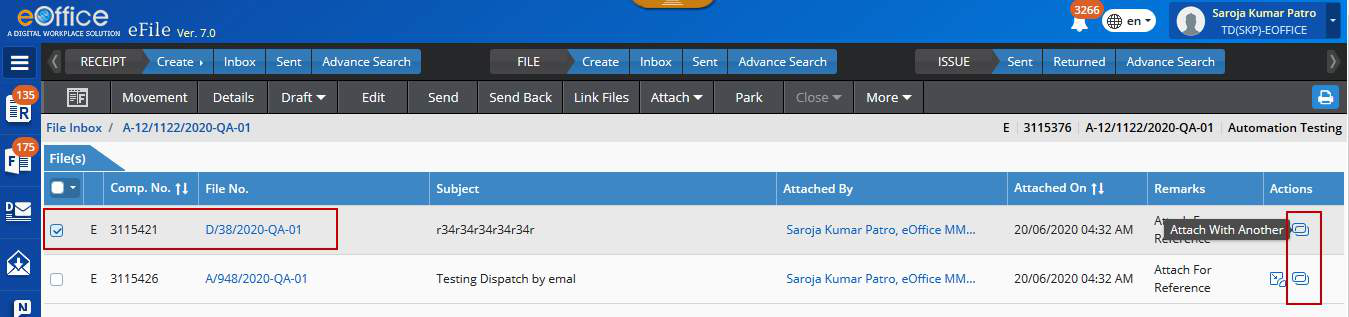 eOffice
A DIGITAL WORKPLACE SOLUTION eFile Ver. 7.0
3266
en
Saroja Kumar Patro
TD(SKP)-EOFFICE
RECEIPT Create Inbox Sent Advance Search FILE Create Inbox Sent Advance Search ISSUE Sent Returned Advance Search
135
R
F Movement Details Draft Edit Send Send Back Link Files Attach Park Close More
File Inbox / A-12/1122/2020-QA-01 E 3115376 A-12/1122/2020-QA-01 Automation Testing
175
F
File(s)
Comp. No. File No. Subject Attached By Attached On Remarks Actions
D
E 3115421 D/38/2020-QA-01 r34r34r34r34r34r Saroja Kumar Patro, eOffice MM... 20/06/2020 04:32 AM
Attach With Another
Reference
E 3115426 A/948/2020-QA-01 Testing Dispatch by emal Saroja Kumar Patro, eOffice MM... 20/06/2020 04:32 AM Attach For
Reference
N